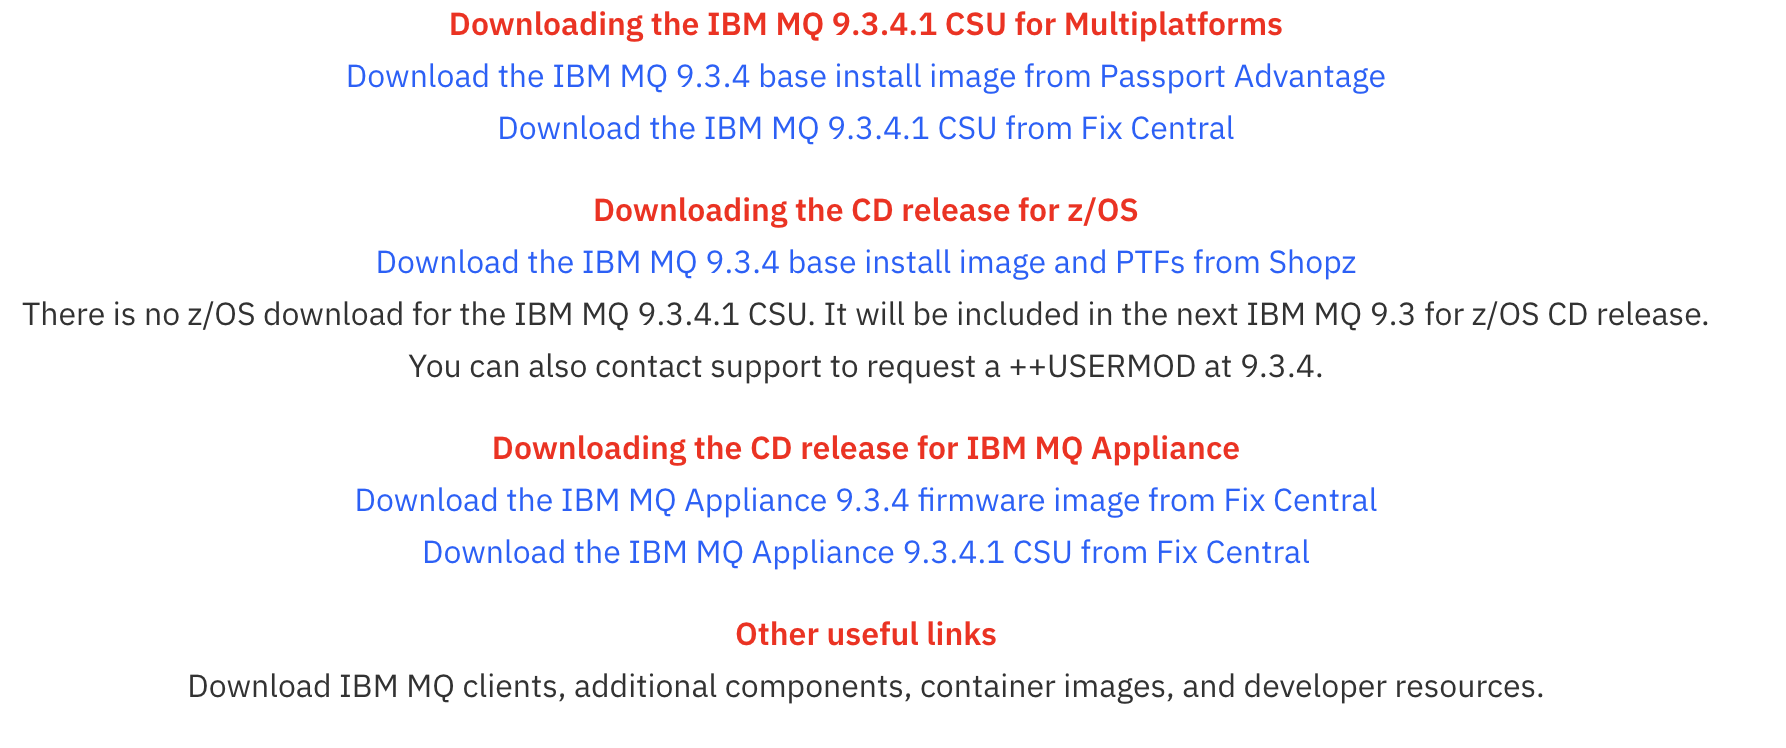 Downloading the IBM MQ 9.3.4.1 CSU for Multiplatforms
Download the IBM MQ 9.3.4 base install image from Passport Advantage
Download the IBM MQ 9.3.4.1 CSU from Fix Central
Downloading the CD release for z/OS
Download the IBM MQ 9.3.4 base install image and PTFs from Shopz
There is no z/OS download for the IBM MQ 9.3.4.1 CSU. It will be included in the next IBM MQ 9.3 for z/OS CD release.
You can also contact support to request a ++USERMOD at 9.3.4.
Downloading the CD release for IBM MQ Appliance
Download the IBM MQ Appliance 9.3.4 firmware image from Fix Central
Download the IBM MQ Appliance 9.3.4.1 CSU from Fix Central
Other useful links
Download IBM MQ clients, additional components, container images, and developer resources.